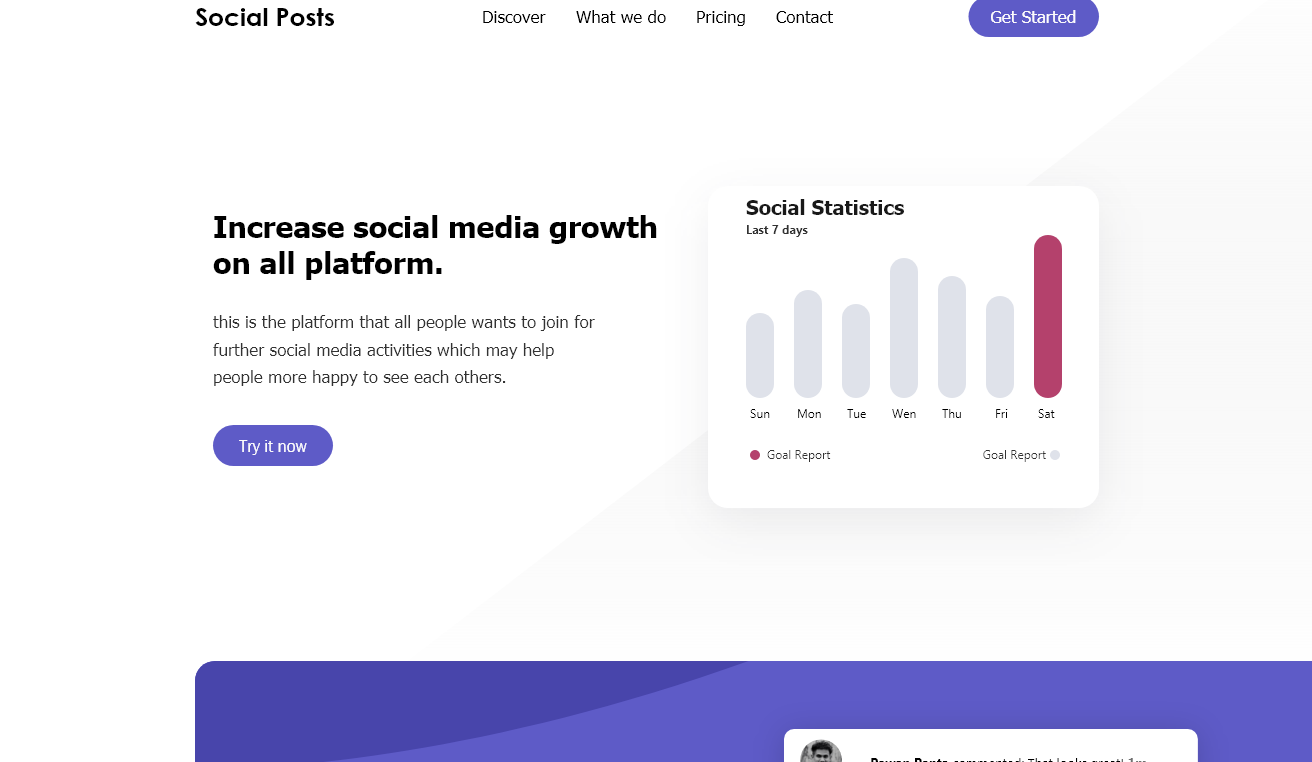 Social Posts
Discover
What we do
Pricing
Contact
Get Started
Increase social media growth
on all platform.
this is the platform that all people wants to join for
further social media activities which may help
people more happy to see each others.
Try it now
Social Statistics
Last 7 days
Sun Mon Tue Wen Thu Fri Sat
Goal Report
Goal Report
commented: That looks great! 1m